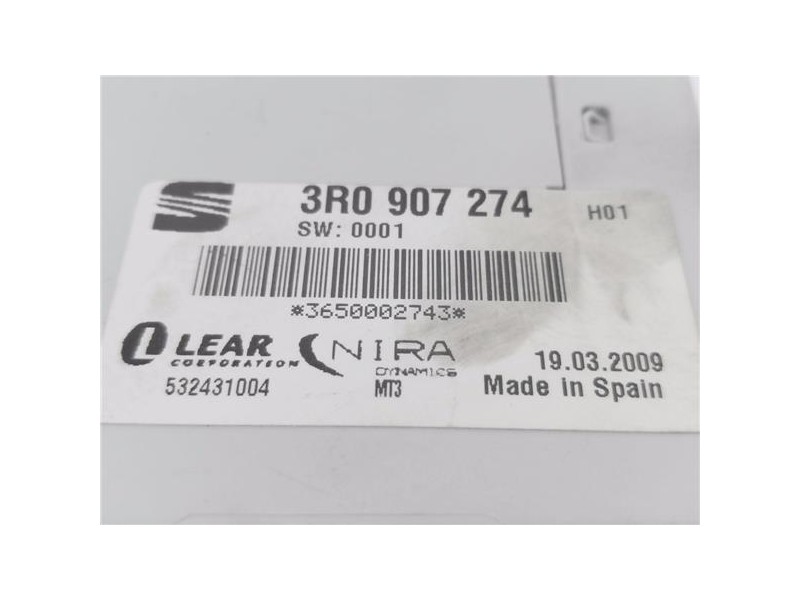 3R0 907 274 H01
SW: 0001
*3650002743*
LEAR NIRA 19.03.2009
CORPORATION DYNAMICS
532431004 MT3 Made in Spain